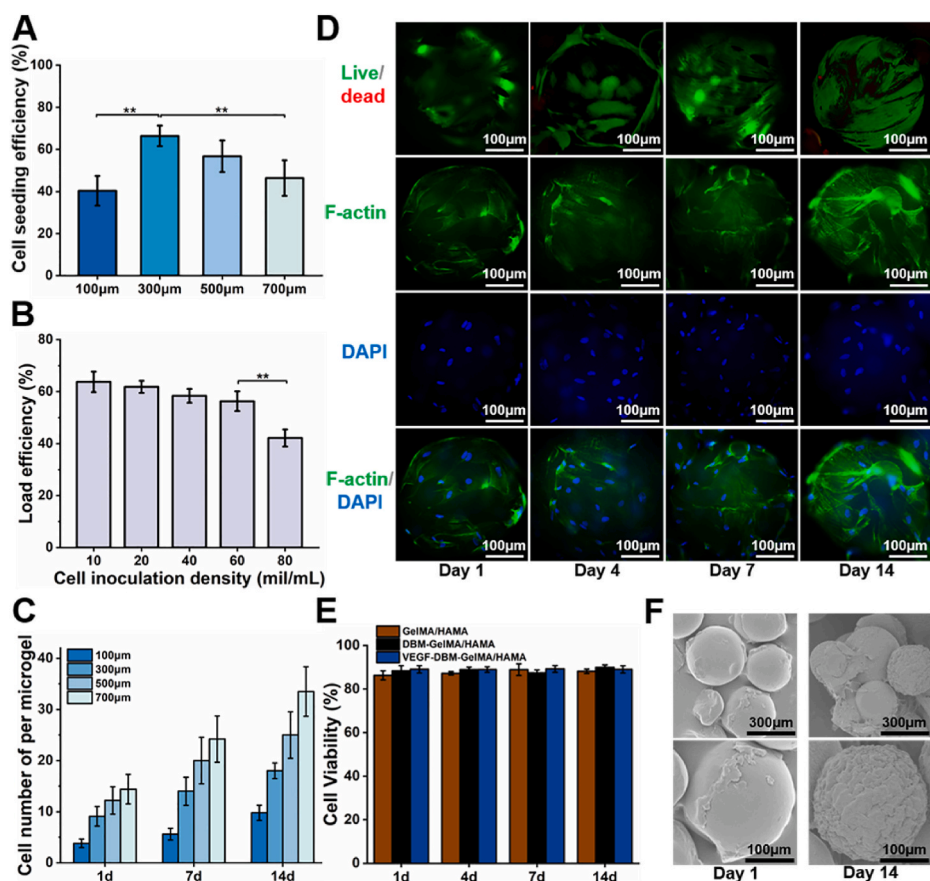 A
Cell seeding efficiency (%)
100
80
60
40
20
0
**
**
100μm
300μm
500μm
700μm
B
Load efficiency (%)
80
60
40
20
0
**
10
20
40
60
80
Cell inoculation density (mil/mL)
C
Cell number of per microgel
40
30
20
10
0
100μm
300μm
500μm
700μm
1d
7d
14d
D
Live/
dead
100μm
100μm
100μm
100μm
F-actin
100μm
100μm
100μm
100μm
DAPI
100μm
100μm
100μm
100μm
F-actin/
DAPI
100μm
100μm
100μm
100μm
Day 1
Day 4
Day 7
Day 14
E
Cell Viability (%)
100
80
60
40
20
0
GelMA/HAMA
DBM-GelMA/HAMA
VEGF-DBM-GelMA/HAMA
1d
4d
7d
14d
F
300μm
300μm
100μm
100μm
Day 1
Day 14